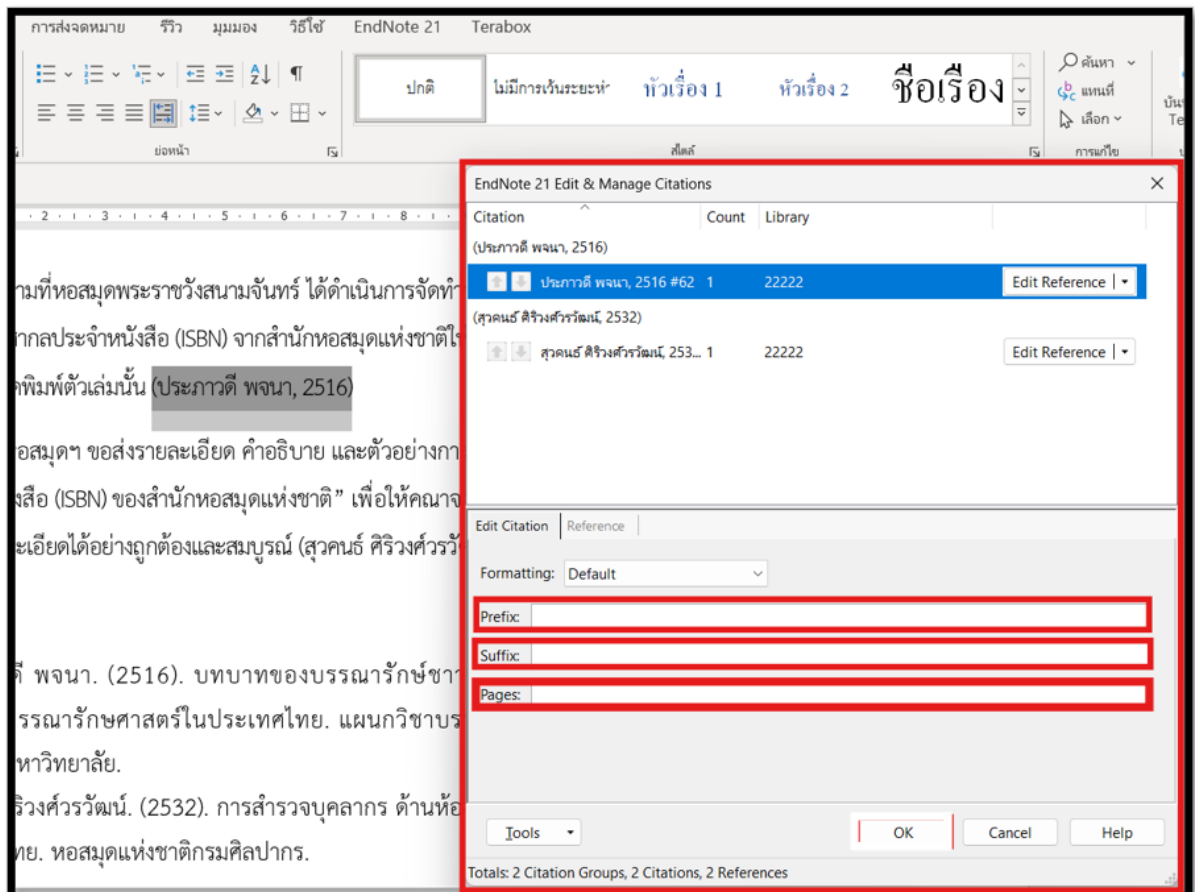 การส่งจดหมาย รีวิว มุมมอง วิธีใช้ EndNote 21 Terabox
ปกติ ไม่มีการเว้นระยะห่ หัวเรื่อง 1 หัวเรื่อง 2 ชื่อเรื่อง
ค้นหา
แทนที่
เลือก
ย่อหน้า สไตล์ การแก้ไข
EndNote 21 Edit & Manage Citations
Citation Count Library
(ประภาวดี พจนา, 2516)
ประภาวดี พจนา, 2516 #62 1 22222 Edit Reference
(สุวคนธ์ ศิริวงศ์วรวัฒน์, 2532)
สุวคนธ์ ศิริวงศ์วรวัฒน์, 253... 1 22222 Edit Reference
2 3 4 5 6 7 8
ามที่หอสมุดพระราชวังสนามจันทร์ ได้ดำเนินการจัดทำ
ากลประจำหนังสือ (ISBN) จากสำนักหอสมุดแห่งชาติใ
พิมพ์ตัวเล่มนั้น (ประภาวดี พจนา, 2516)
อสมุดฯ ขอส่งรายละเอียด คำอธิบาย และตัวอย่างกา
งสือ (ISBN) ของสำนักหอสมุดแห่งชาติ” เพื่อให้คณาจ
ะเอียดได้อย่างถูกต้องและสมบูรณ์ (สุวคนธ์ ศิริวงศ์วรวั
ดี พจนา. (2516). บทบาทของบรรณารักษ์ชา
รรณารักษศาสตร์ในประเทศไทย. แผนกวิชาบร
หาวิทยาลัย.
ริวงศ์วรวัฒน์. (2532). การสำรวจบุคลากร ด้านห้อ
ทย. หอสมุดแห่งชาติกรมศิลปากร.
Edit Citation Reference
Formatting: Default
Prefix:
Suffix:
Pages:
Tools OK Cancel Help
Totals: 2 Citation Groups, 2 Citations, 2 References